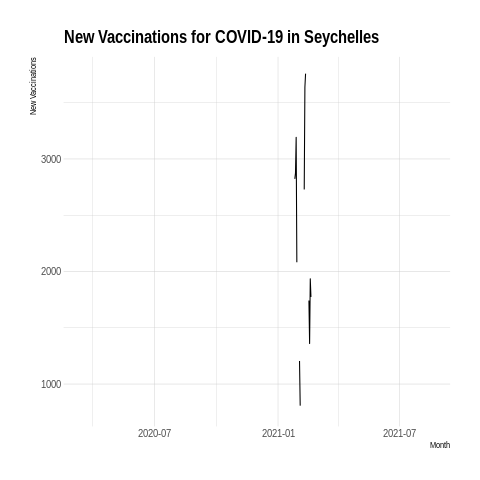 New Vaccinations for COVID-19 in Seychelles
New Vaccinations
3000
2000
1000
2020-07
2021-01
2021-07
Month